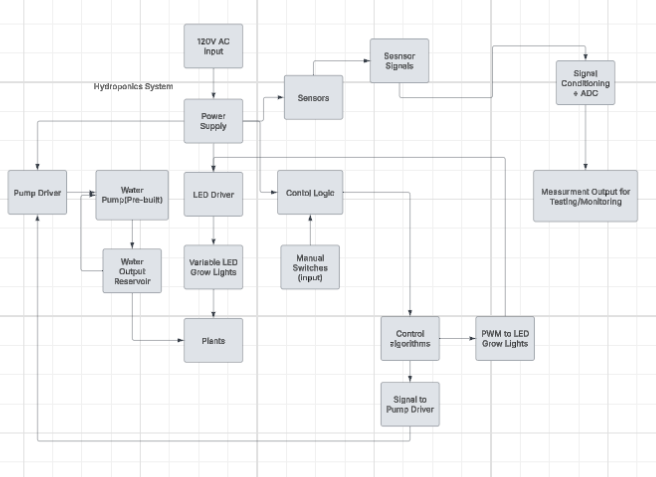 120V AC
Input
Hydroponics System
Power
Supply
Sensors
Sesnsor
Signals
Signal
Conditioning
+ ADC
Pump Driver
Water
Pump(Pre-built)
LED Driver
Contol Logic
Measurment Output for
Testing/Monitoring
Water
Output
Reservoir
Variable LED
Grow Lights
Manual
Switches
(input)
Plants
Control
algorithms
PWM to LED
Grow Lights
Signal to
Pump Driver